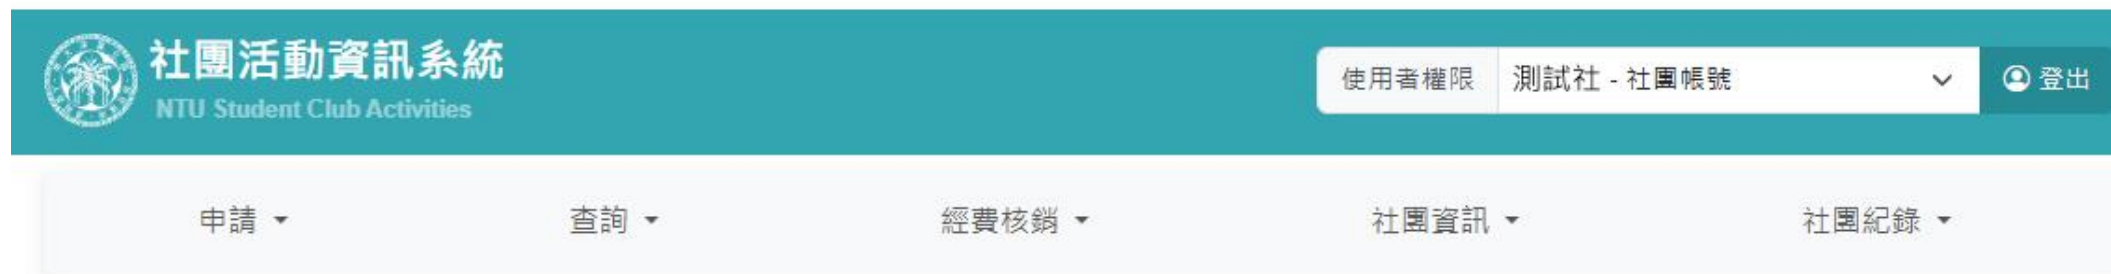 社團活動資訊系統
NTU Student Club Activities
使用者權限 測試社 - 社團帳號 登出
申請 查詢 經費核銷 社團資訊 社團紀錄